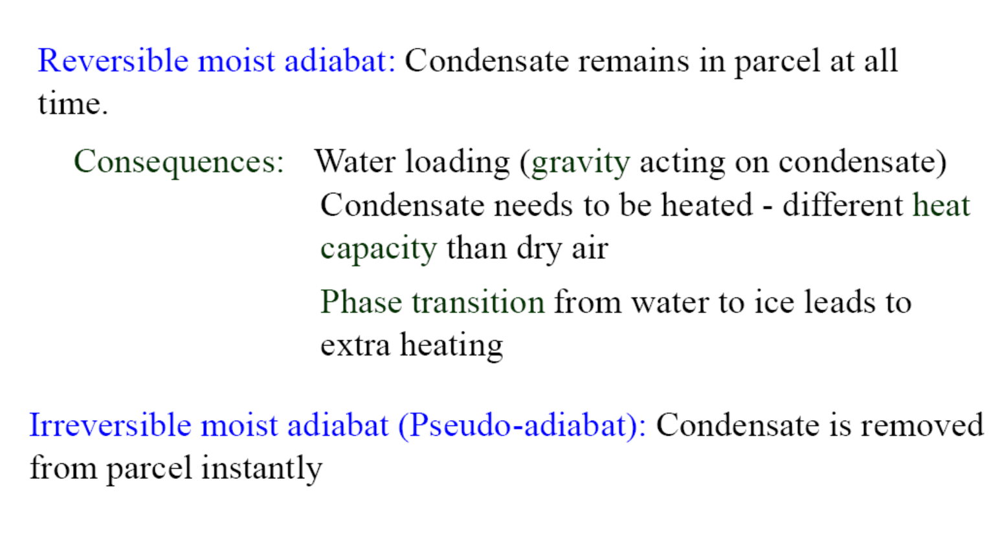 Reversible moist adiabat: Condensate remains in parcel at all
time.
Consequences: Water loading (gravity acting on condensate)
Condensate needs to be heated - different heat
capacity than dry air
Phase transition from water to ice leads to
extra heating
Irreversible moist adiabat (Pseudo-adiabat): Condensate is removed
from parcel instantly